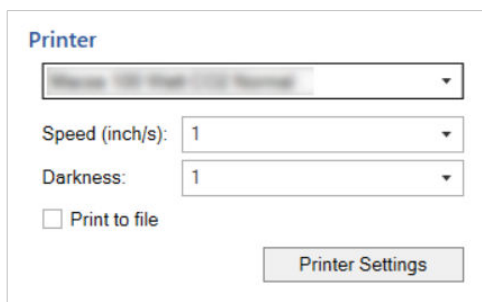 Printer
Speed (inch/s): 1
Darkness: 1
Print to file
Printer Settings